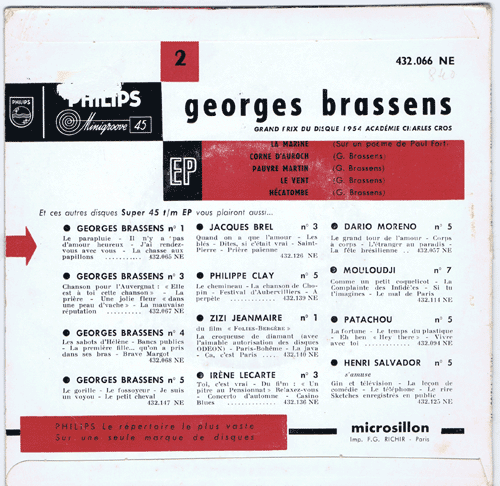 2
432.066 NE
PHILIPS
PHILIPS
Minigroove 45
georges brassens
GRAND PRIX DU DISQUE 1954 ACADÉMIE CHARLES CROS
EP
LA MARINE (Sur un poème de Paul Fort)
CORNE D'AUROCH (G. Brassens)
PAUVRE MARTIN (G. Brassens)
LE VENT (G. Brassens)
HÉCATOMBE (G. Brassens)
Et ces autres disques Super 45 t/m EP vous plairont aussi...
GEORGES BRASSENS n° 1
Le parapluie - Il n'y a pas
d'amour heureux - J'ai rendez-
vous avec vous - La chasse aux
papillons ........... 432.065 NE
GEORGES BRASSENS n° 3
Chanson pour l'Auvergnat : « Elle
est à toi cette chanson » - La
prière - Une jolie fleur « dans
une peau d'vache » - La mauvaise
réputation ........ 432.067 NE
GEORGES BRASSENS n° 4
Les sabots d'Hélène - Bancs publics
- La première fille... qu'on a pris
dans ses bras - Brave Margot
432.068 NE
GEORGES BRASSENS n° 5
Le gorille - Le fossoyeur - Je suis
un voyou - Le petit cheval
432.147 NE
JACQUES BREL n° 3
Quand on a que l'amour - Les
blés - Dites, si c'était vrai - Saint-
Pierre - Prière païenne
432.126 NE
PHILIPPE CLAY n° 5
Le chemineau - La chanson de Cho-
pin - Festival d'Aubervilliers - A
perpète ............ 432,139 NE
ZIZI JEANMAIRE n° 1
du film « FOLIES-BERGÈRE »
La croqueuse de diamant (avec
l'aimable autorisation des disques
ODEON) - Paris-Bohème - La java
- Ça, c'est Paris .... 432,140 NE
IRÈNE LECARTE n° 3
Toi, c'est vrai - Du film : « Un
pitre au Pensionnat » - Rêvez-vous
- Concerto d'automne - Casino
Blues .............. 432.136 NE
DARIO MORENO n° 5
Le grand tour de l'amour - Corps
à corps - L'étranger au paradis -
La fête brésilienne ... 432.057 NE
MOULOUDJI n° 7
Comme un petit coquelicot - La
Complainte des Infidèles - Si tu
t'imagines - Le mal de Paris
432.114 NE
PATACHOU n° 5
La fortune - Le temps du plastique
- Eh ben « Hey there » - Vivre
avec toi ............ 432.094 NE
HENRI SALVADOR n° 5
s'amuse
Gin et télévision - La leçon de
comédie - Le téléphone - Le rire
Sketches enregistrés en public
432.125 NE
PHILIPS Le répertoire le plus vaste
Sur une seule marque de disques
microsillon
Imp. F.G. RICHIR - Paris